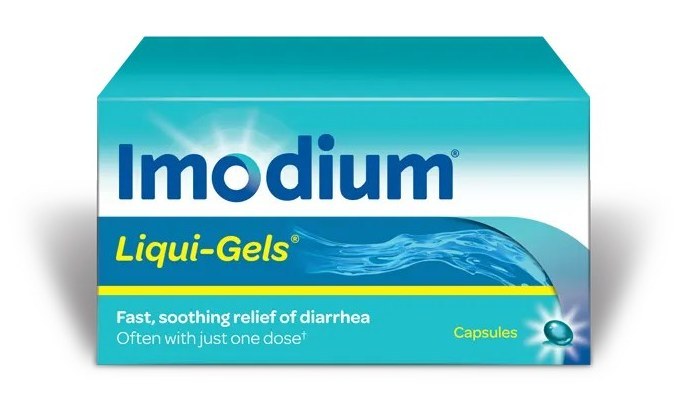 Imodium®
Liqui-Gels®
Fast, soothing relief of diarrhea
Often with just one dose†
Capsules